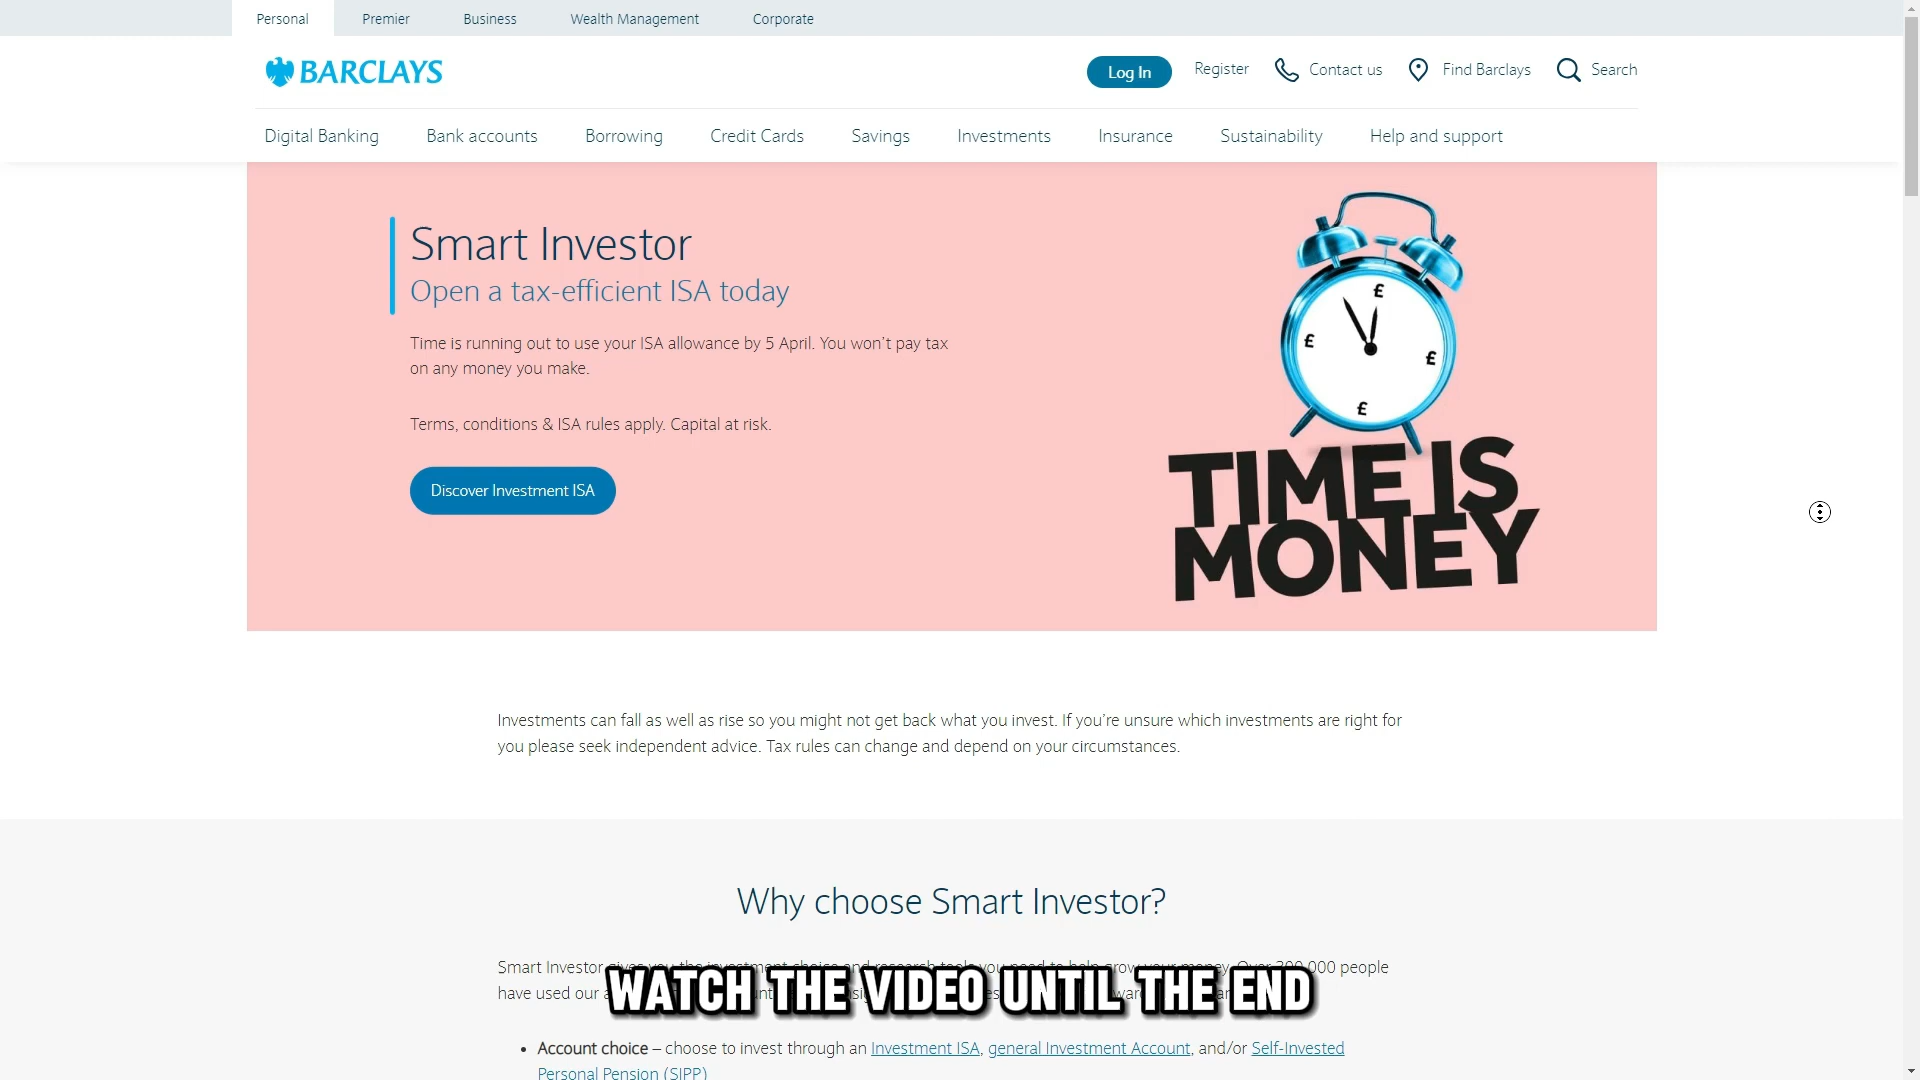 Personal Premier Business Wealth Management Corporate
BARCLAYS
Log In Register Contact us Find Barclays Search
Digital Banking Bank accounts Borrowing Credit Cards Savings Investments Insurance Sustainability Help and support
Smart Investor
Open a tax-efficient ISA today
Time is running out to use your ISA allowance by 5 April. You won't pay tax
on any money you make.
Terms, conditions & ISA rules apply. Capital at risk.
Discover Investment ISA
£
£ £
£
TIME IS
MONEY
Investments can fall as well as rise so you might not get back what you invest. If you're unsure which investments are right for
you please seek independent advice. Tax rules can change and depend on your circumstances.
Why choose Smart Investor?
Smart Investor gives you the investment choice and research tools you need to help grow your money. Over 300,000 people
have used our
WATCH THE VIDEO UNTIL THE END
• Account choice – choose to invest through an Investment ISA, general Investment Account, and/or Self-Invested
Personal Pension (SIPP)